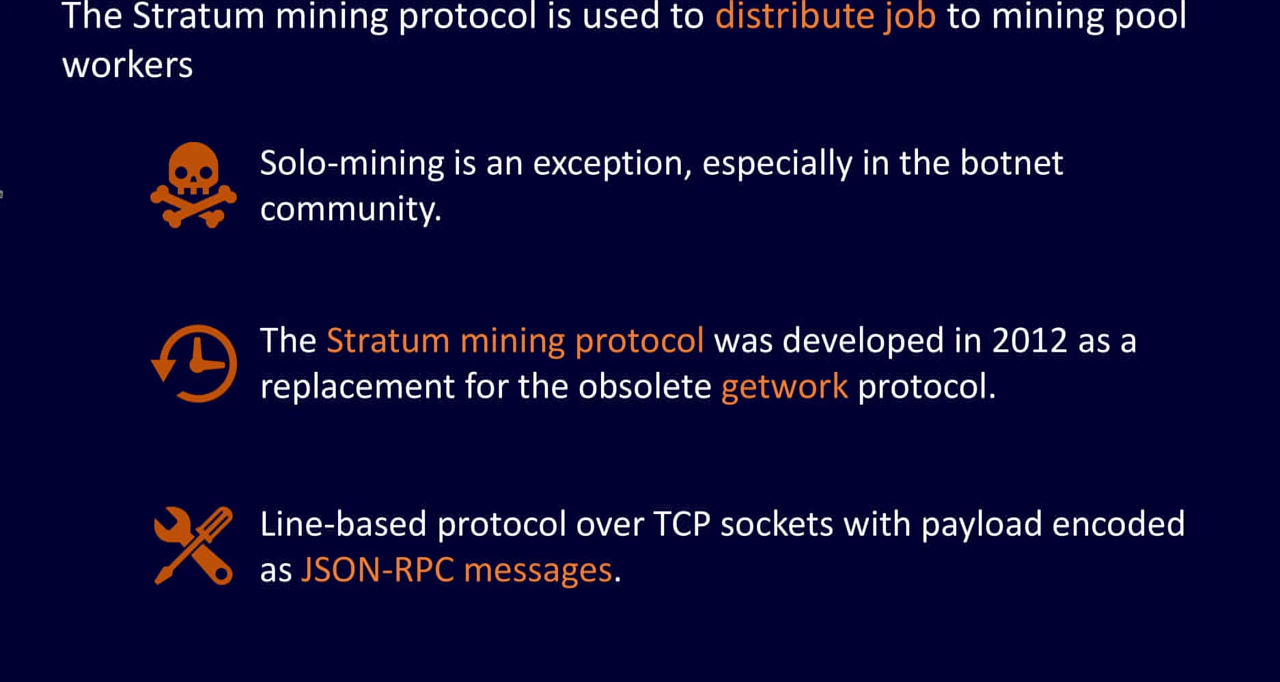 The Stratum mining protocol is used to distribute job to mining pool
workers
Solo-mining is an exception, especially in the botnet
community.
The Stratum mining protocol was developed in 2012 as a
replacement for the obsolete getwork protocol.
Line-based protocol over TCP sockets with payload encoded
as JSON-RPC messages.